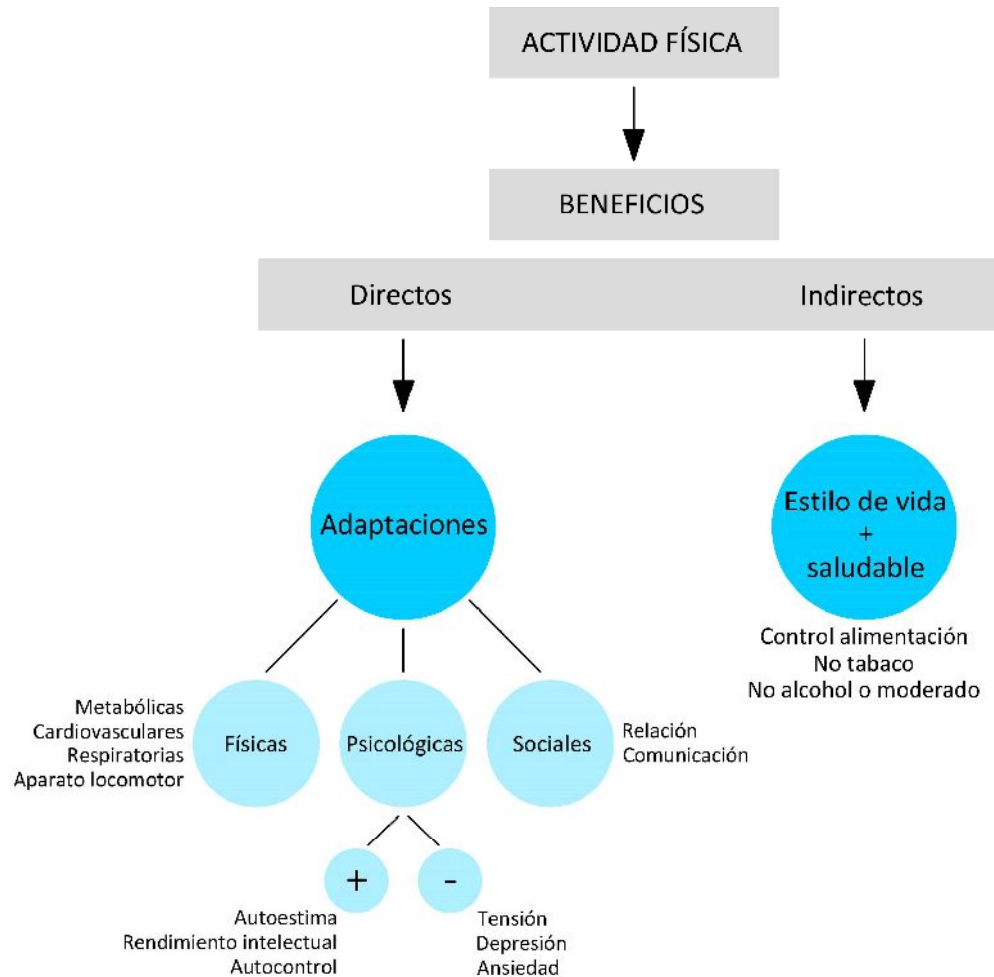 ACTIVIDAD FÍSICA
BENEFICIOS
Directos
Indirectos
Adaptaciones
Estilo de vida
+
saludable
Control alimentación
No tabaco
No alcohol o moderado
Metabólicas
Cardiovasculares
Respiratorias
Aparato locomotor
Físicas
Psicológicas
Sociales
Relación
Comunicación
+
-
Autoestima
Rendimiento intelectual
Autocontrol
Tensión
Depresión
Ansiedad